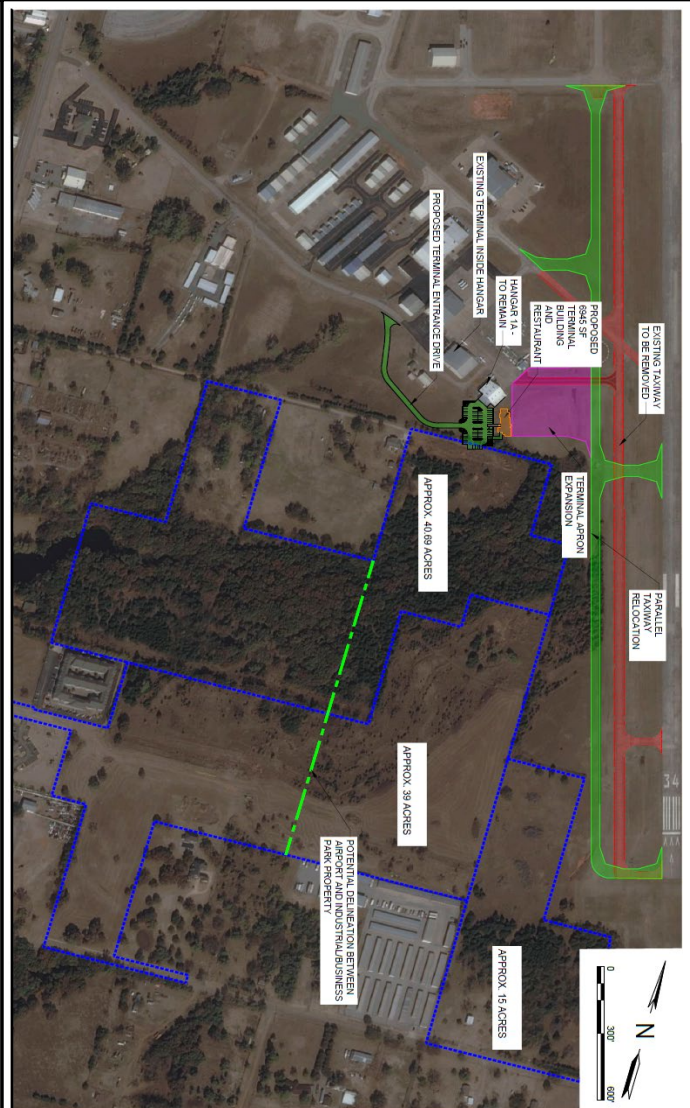 EXISTING TAXIWAY
TO BE REMOVED
PROPOSED
6945 SF
TERMINAL
BUILDING
AND
RESTAURANT
HANGAR 1A -
TO REMAIN
EXISTING TERMINAL INSIDE HANGAR
PROPOSED TERMINAL ENTRANCE DRIVE
TERMINAL APRON
EXPANSION
PARALLEL
TAXIWAY
RELOCATION
APPROX. 40.69 ACRES
APPROX. 39 ACRES
POTENTIAL DELINEATION BETWEEN
AIRPORT AND INDUSTRIAL/BUSINESS
PARK PROPERTY
APPROX. 15 ACRES
34
N
0 300' 600'